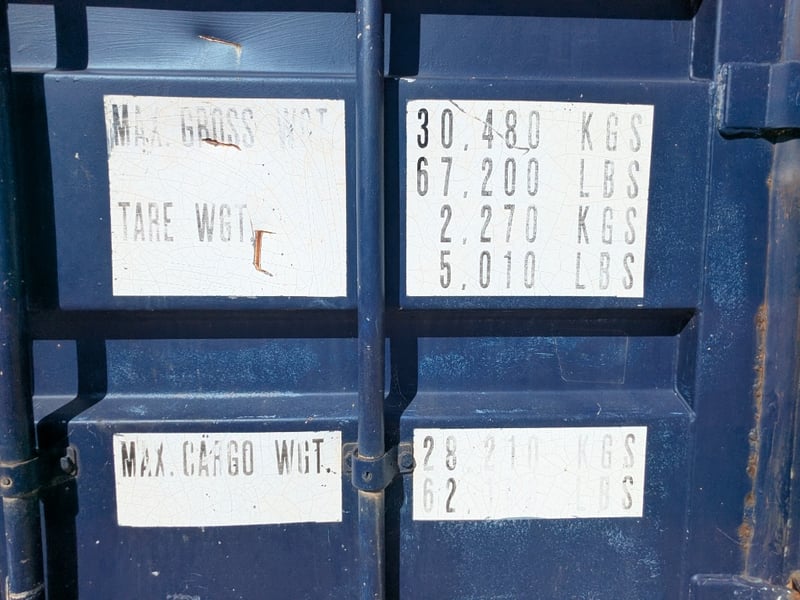 MAX. GROSS WGT 30,480 KGS
67,200 LBS
TARE WGT. 2,270 KGS
5,010 LBS
MAX. CARGO WGT. 28,210 KGS
62, LBS